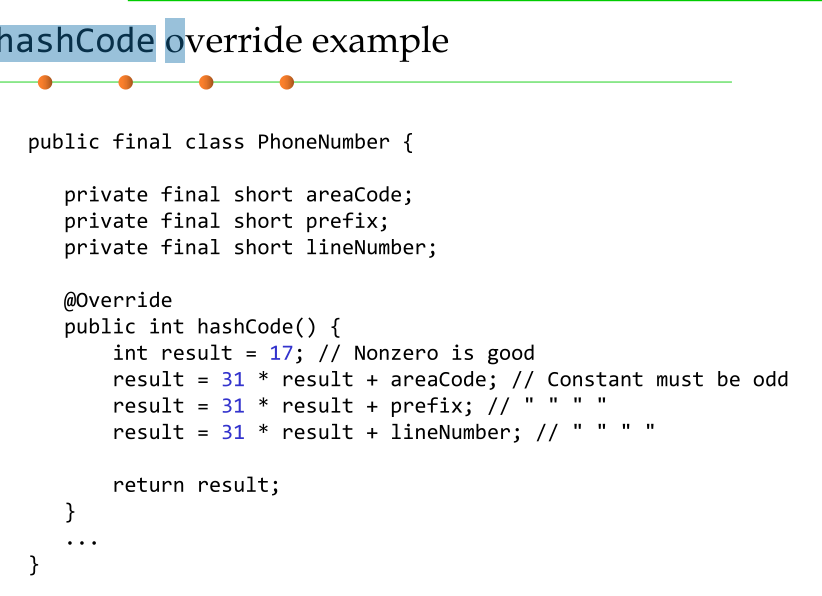 hashCode override example
public final class PhoneNumber {
private final short areaCode;
private final short prefix;
private final short lineNumber;
@Override
public int hashCode() {
int result = 17; // Nonzero is good
result = 31 * result + areaCode; // Constant must be odd
result = 31 * result + prefix; // " " " "
result = 31 * result + lineNumber; // " " " "
return result;
}
...
}